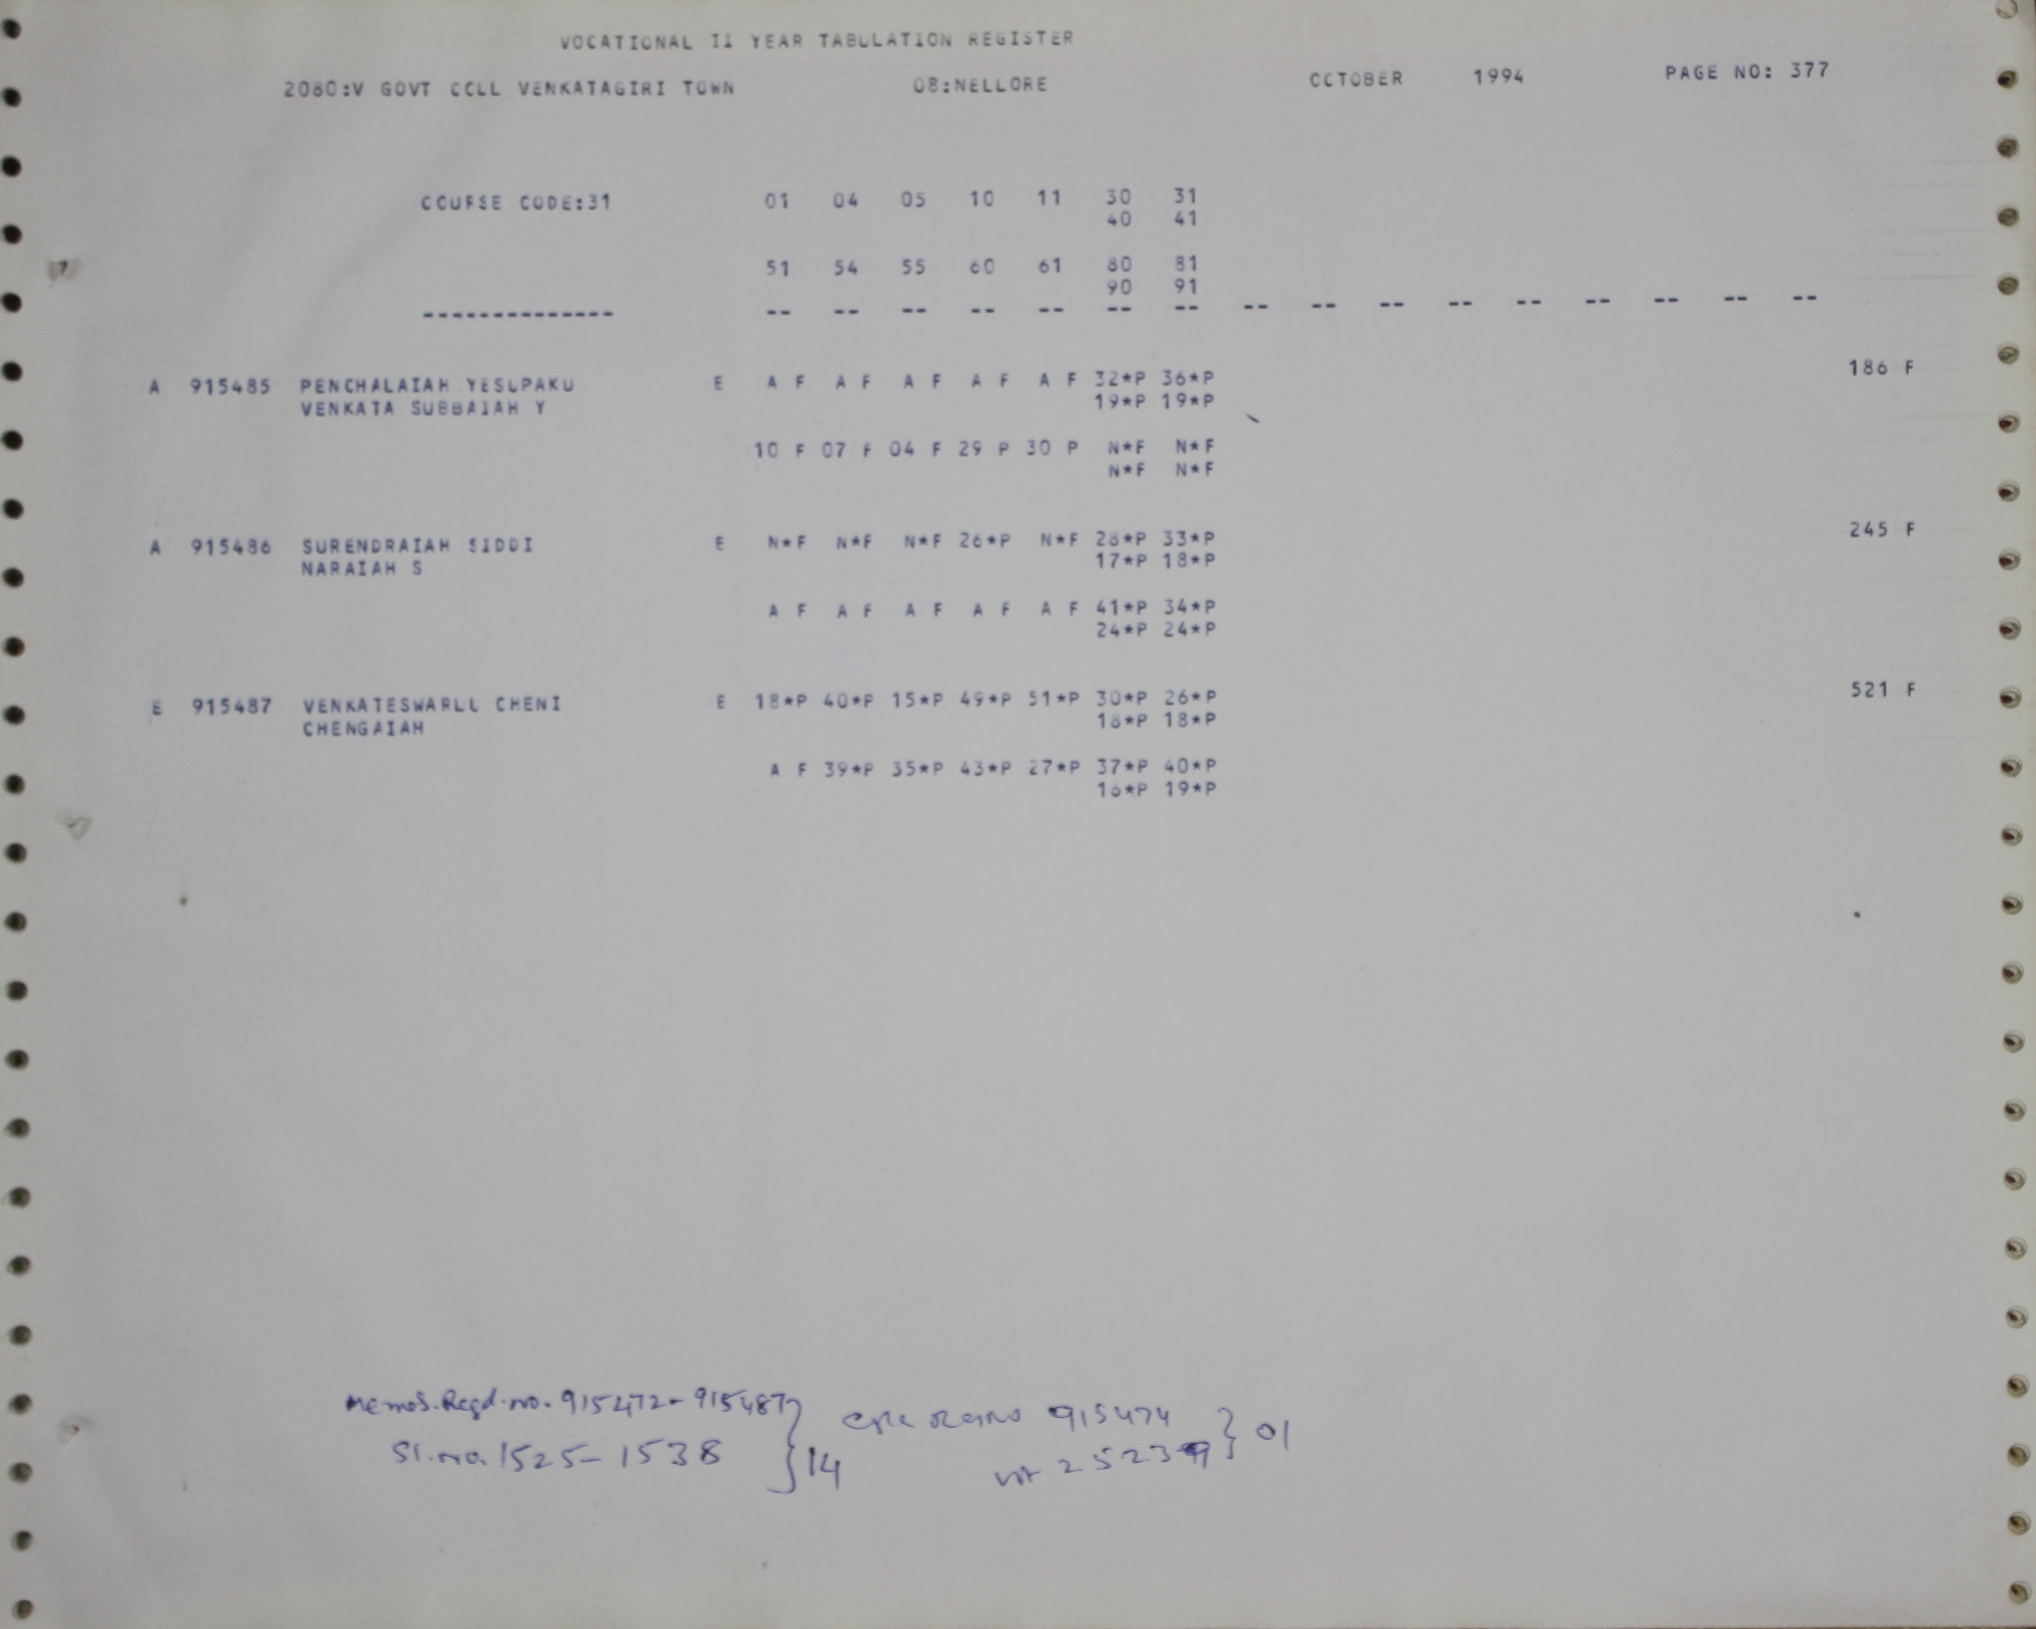 VOCATIONAL II YEAR TABULATION REGISTER
2080:V GOVT COLL VENKATAGIRI TOWN 08:NELLORE OCTOBER 1994 PAGE NO: 377
COURSE CODE:31 01 04 05 10 11 30 31
40 41
51 54 55 60 61 80 81
90 91
-------------- -- -- -- -- -- -- -- -- -- -- -- -- -- -- -- --
A 915485 PENCHALAIAH YESUPAKU E A F A F A F A F A F 32*P 36*P 186 F
VENKATA SUBBAIAH Y 19*P 19*P
10 F 07 F 04 F 29 P 30 P N*F N*F
N*F N*F
A 915486 SURENDRAIAH SIDDI E N*F N*F N*F 26*P N*F 28*P 33*P 245 F
NARAIAH S 17*P 18*P
A F A F A F A F A F 41*P 34*P
24*P 24*P
E 915487 VENKATESWARLU CHENI E 18*P 40*P 15*P 49*P 51*P 30*P 26*P 521 F
CHENGAIAH 18*P 18*P
A F 39*P 35*P 43*P 27*P 37*P 40*P
16*P 19*P
Memos.Regd.no. 915472-915487 } 14
Sl.no. 1525-1538
915474 } 01